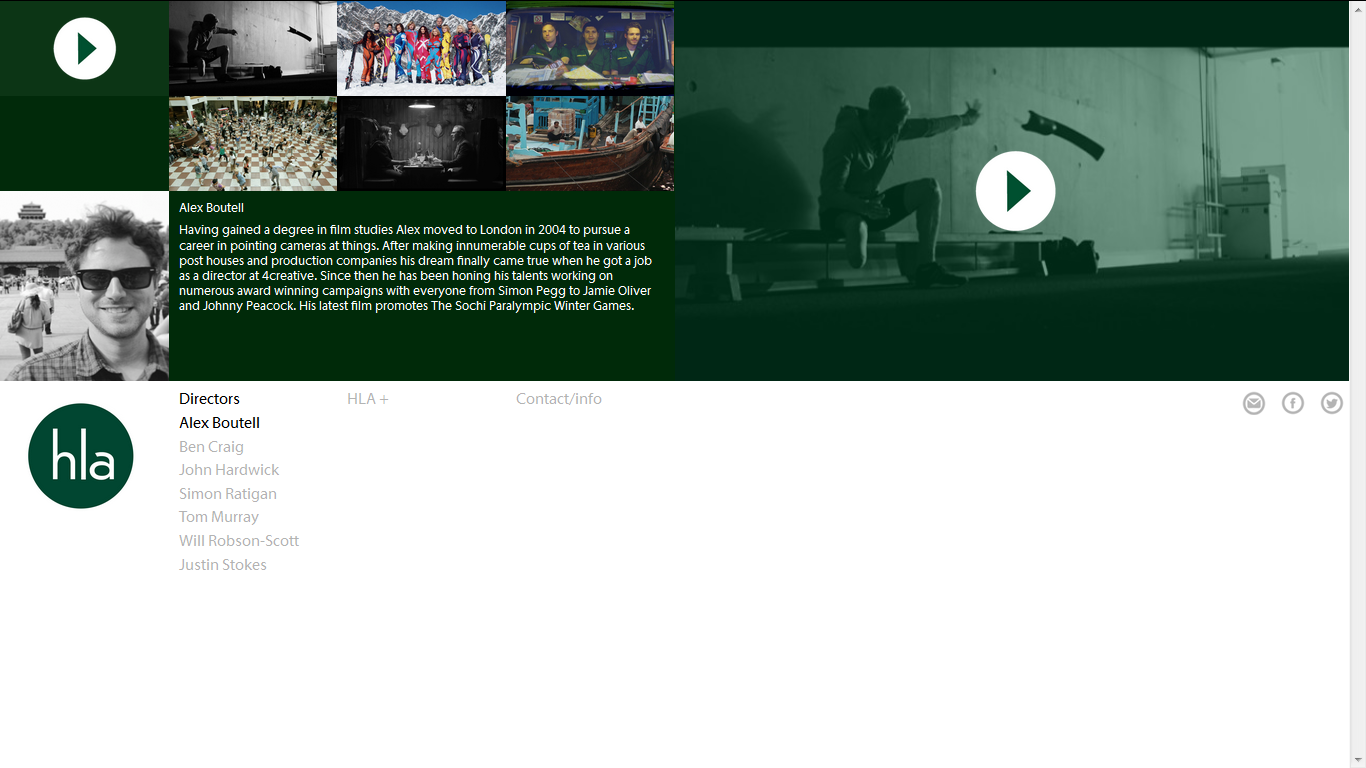 Alex Boutell
Having gained a degree in film studies Alex moved to London in 2004 to pursue a
career in pointing cameras at things. After making innumerable cups of tea in various
post houses and production companies his dream finally came true when he got a job
as a director at 4creative. Since then he has been honing his talents working on
numerous award winning campaigns with everyone from Simon Pegg to Jamie Oliver
and Johnny Peacock. His latest film promotes The Sochi Paralympic Winter Games.
hla
Directors
HLA +
Contact/info
Alex Boutell
Ben Craig
John Hardwick
Simon Ratigan
Tom Murray
Will Robson-Scott
Justin Stokes